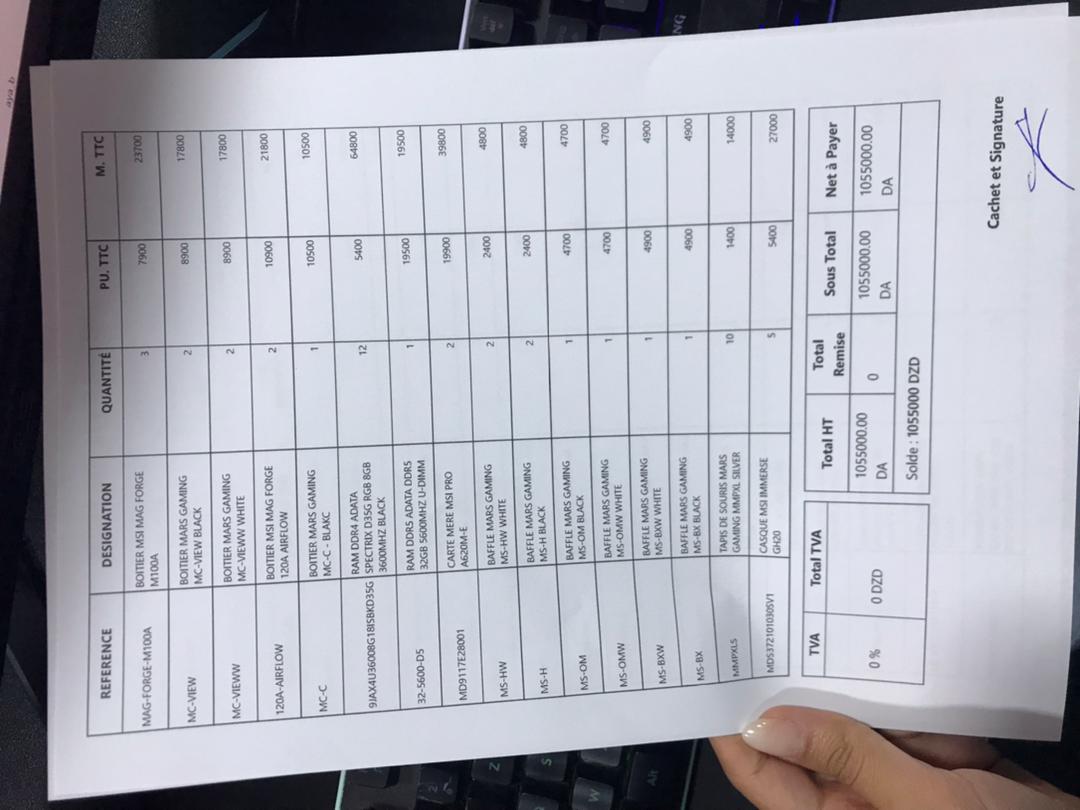 REFERENCE DESIGNATION QUANTITÉ PU. TTC M. TTC
MAG-FORGE-M100A BOITIER MSI MAG FORGE M100A 3 7900 23700
MC-VIEW BOITIER MARS GAMING MC-VIEW BLACK 2 8900 17800
MC-VIEWW BOITIER MARS GAMING MC-VIEWW WHITE 2 8900 17800
120A-AIRFLOW BOITIER MSI MAG FORGE 120A AIRFLOW 2 10900 21800
MC-C BOITIER MARS GAMING MC-C - BLAKC 1 10500 10500
9AX4U36008G18ISBKD35G RAM DDR4 ADATA SPECTRIX D35G RGB 8GB 3600MHZ BLACK 12 5400 64800
32-5600-D5 RAM DDR5 ADATA DDR5 32GB 5600MHZ U-DIMM 1 19500 19500
MD9117E28001 CARTE MERE MSI PRO A620M-E 2 19900 39800
MS-HW BAFFLE MARS GAMING MS-HW WHITE 2 2400 4800
MS-H BAFFLE MARS GAMING MS-H BLACK 2 2400 4800
MS-OM BAFFLE MARS GAMING MS-OM BLACK 1 4700 4700
MS-OMW BAFFLE MARS GAMING MS-OMW WHITE 1 4700 4700
MS-BXW BAFFLE MARS GAMING MS-BXW WHITE 1 4900 4900
MS-BX BAFFLE MARS GAMING MS-BX BLACK 1 4900 4900
MMPXLS TAPIS DE SOURIS MARS GAMING MMPXL SILVER 10 1400 14000
MDS372101030SV1 CASQUE MSI IMMERSE GH20 5 5400 27000
TVA Total TVA
0 % 0 DZD
Total HT Total Remise Sous Total Net à Payer
1055000.00 DA 0 1055000.00 DA 1055000.00 DA
Solde : 1055000 DZD
Cachet et Signature
aya b
NG
Z
S
W
Alt
2